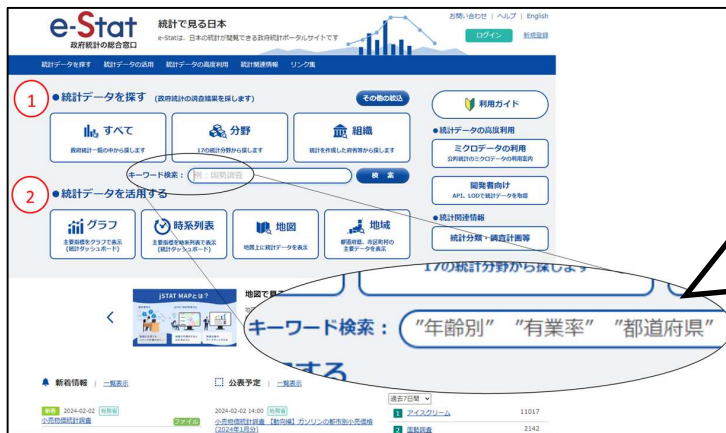 e-Stat
政府統計の総合窓口
統計で見る日本
e-Statは、日本の統計が閲覧できる政府統計ポータルサイトです
お問い合わせ | ヘルプ | English
ログイン 新規登録
統計データを探す 統計データの活用 統計データの高度利用 統計関連情報 リンク集
1
●統計データを探す (政府統計の調査結果を探します) その他の絞込
すべて
政府統計一覧の中から探します
分野
17の統計分野から探します
組織
統計を作成した府省等から探します
キーワード検索: 例:国勢調査 検索
2
●統計データを活用する
グラフ
主要指標をグラフで表示
(統計ダッシュボード)
時系列表
主要指標を時系列表で表示
(統計ダッシュボード)
地図
地図上に統計データを表示
地域
都道府県、市区町村の
主要データを表示
利用ガイド
●統計データの高度利用
ミクロデータの利用
公的統計のミクロデータの利用案内
開発者向け
API、LODで統計データを取得
●統計関連情報
統計分類・調査計画等
17の統計分野から探します
キーワード検索: "年齢別" "有業率" "都道府県"
する
jSTAT MAPとは?
地図で見る
新着情報 | 一覧表示
公表予定 | 一覧表示
新着 2024-02-02 総務省
小売物価統計調査 ファイル
2024-02-02 14:00 総務省
小売物価統計調査 【動向編】ガソリンの都市別小売価格
(2024年1月分)
過去7日間
1 アイスクリーム 11017
2 国勢調査 2142